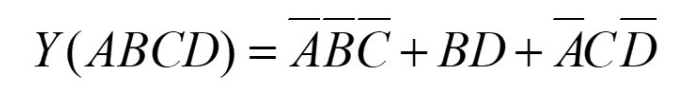 Y(ABCD) = A̅B̅C̅ + BD + A̅CD̅